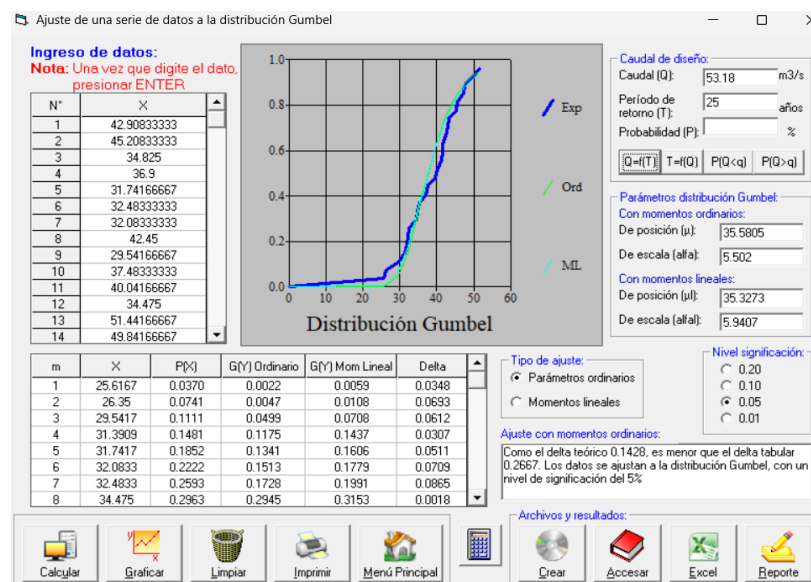 Ajuste de una serie de datos a la distribución Gumbel
Ingreso de datos:
Nota: Una vez que digite el dato,
presionar ENTER
N° X
1 42.90833333
2 45.20833333
3 34.825
4 36.9
5 31.74166667
6 32.48333333
7 32.08333333
8 42.45
9 29.54166667
10 37.48333333
11 40.04166667
12 34.475
13 51.44166667
14 49.84166667
1.0
0.8
0.6
0.4
0.2
0.0
0 10 20 30 40 50 60
Distribución Gumbel
Exp
Ord
ML
Caudal de diseño:
Caudal (Q): 53.18 m3/s
Período de
retorno (T): 25 años
Probabilidad (P): %
Q=f(T) T=f(Q) P(Q<q) P(Q>q)
Parámetros distribución Gumbel:
Con momentos ordinarios:
De posición (μ): 35.5805
De escala (alfa): 5.502
Con momentos lineales:
De posición (μl): 35.3273
De escala (alfal): 5.9407
m X P(X) G(Y) Ordinario G(Y) Mom Lineal Delta
1 25.6167 0.0370 0.0022 0.0059 0.0348
2 26.35 0.0741 0.0047 0.0108 0.0693
3 29.5417 0.1111 0.0499 0.0708 0.0612
4 31.3909 0.1481 0.1175 0.1437 0.0307
5 31.7417 0.1852 0.1341 0.1606 0.0511
6 32.0833 0.2222 0.1513 0.1779 0.0709
7 32.4833 0.2593 0.1728 0.1991 0.0865
8 34.475 0.2963 0.2945 0.3153 0.0018
Tipo de ajuste:
Parámetros ordinarios
Momentos lineales
Nivel significación:
0.20
0.10
0.05
0.01
Ajuste con momentos ordinarios:
Como el delta teórico 0.1428, es menor que el delta tabular
0.2667. Los datos se ajustan a la distribución Gumbel, con un
nivel de significación del 5%
Calcular Graficar Limpiar Imprimir Menú Principal
Archivos y resultados:
Crear Accesar Excel Reporte